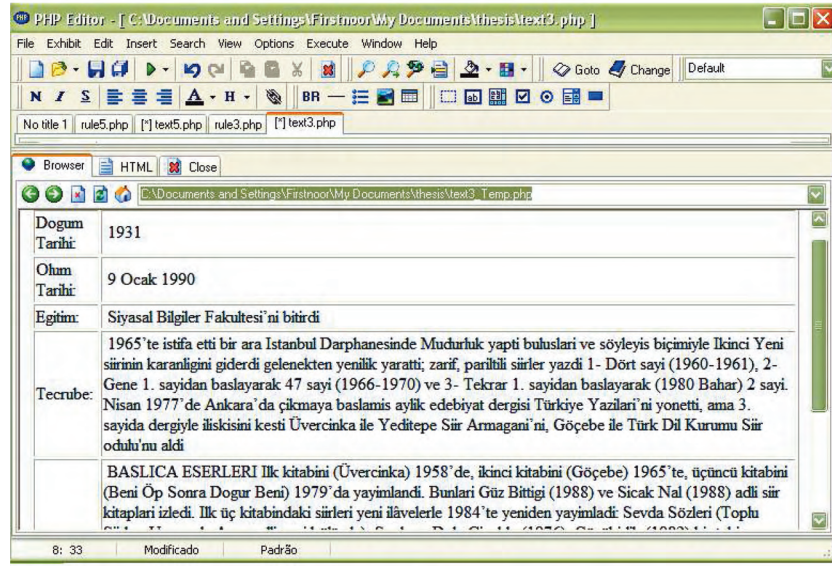 PHP Editor - [ C:\Documents and Settings\Firstnoor\My Documents\thesis\text3.php ]
File Exhibit Edit Insert Search View Options Execute Window Help
Goto Change Default
N I S A H BR ab
No title 1 rule5.php [*] text5.php rule3.php [*] text3.php
Browser HTML Close
C:\Documents and Settings\Firstnoor\My Documents\thesis\text3_Temp.php
Dogum
Tarihi: 1931
Olum
Tarihi: 9 Ocak 1990
Egitim: Siyasal Bilgiler Fakultesi'ni bitirdi
1965'te istifa etti bir ara Istanbul Darphanesinde Mudurluk yapti buluslari ve söyleyis biçimiyle Ikinci Yeni
siirinin karanligini giderdi gelenekten yenilik yaratti; zarif, pariltili siirler yazdi 1- Dört sayi (1960-1961), 2-
Gene 1. sayidan baslayarak 47 sayi (1966-1970) ve 3- Tekrar 1. sayidan baslayarak (1980 Bahar) 2 sayi.
Tecrube: Nisan 1977'de Ankara'da çikmaya baslamis aylik edebiyat dergisi Türkiye Yazilari'ni yonetti, ama 3.
sayida dergiyle iliskisini kesti Üvercinka ile Yeditepe Siir Armagani'ni, Göçebe ile Türk Dil Kurumu Siir
odulu'nu aldi
BASLICA ESERLERI Ilk kitabini (Üvercinka) 1958'de, ikinci kitabini (Göçebe) 1965'te, üçüncü kitabini
(Beni Öp Sonra Dogur Beni) 1979'da yayimlandi. Bunlari Güz Bittigi (1988) ve Sicak Nal (1988) adli siir
kitaplari izledi. Ilk üç kitabindaki siirleri yeni ilâvelerle 1984'te yeniden yayimladi: Sevda Sözleri (Toplu
8: 33 Modificado Padrão